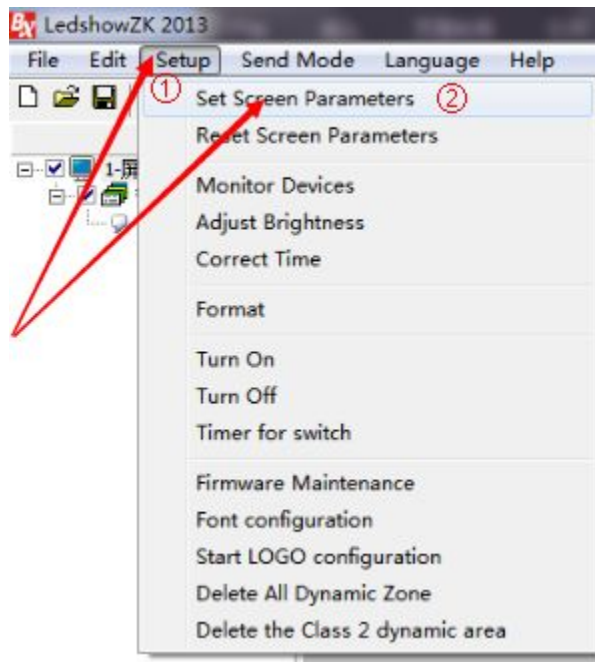 BX LedshowZK 2013
File Edit Setup Send Mode Language Help
① Set Screen Parameters ②
Reset Screen Parameters
1-屏
Monitor Devices
Adjust Brightness
Correct Time
Format
Turn On
Turn Off
Timer for switch
Firmware Maintenance
Font configuration
Start LOGO configuration
Delete All Dynamic Zone
Delete the Class 2 dynamic area